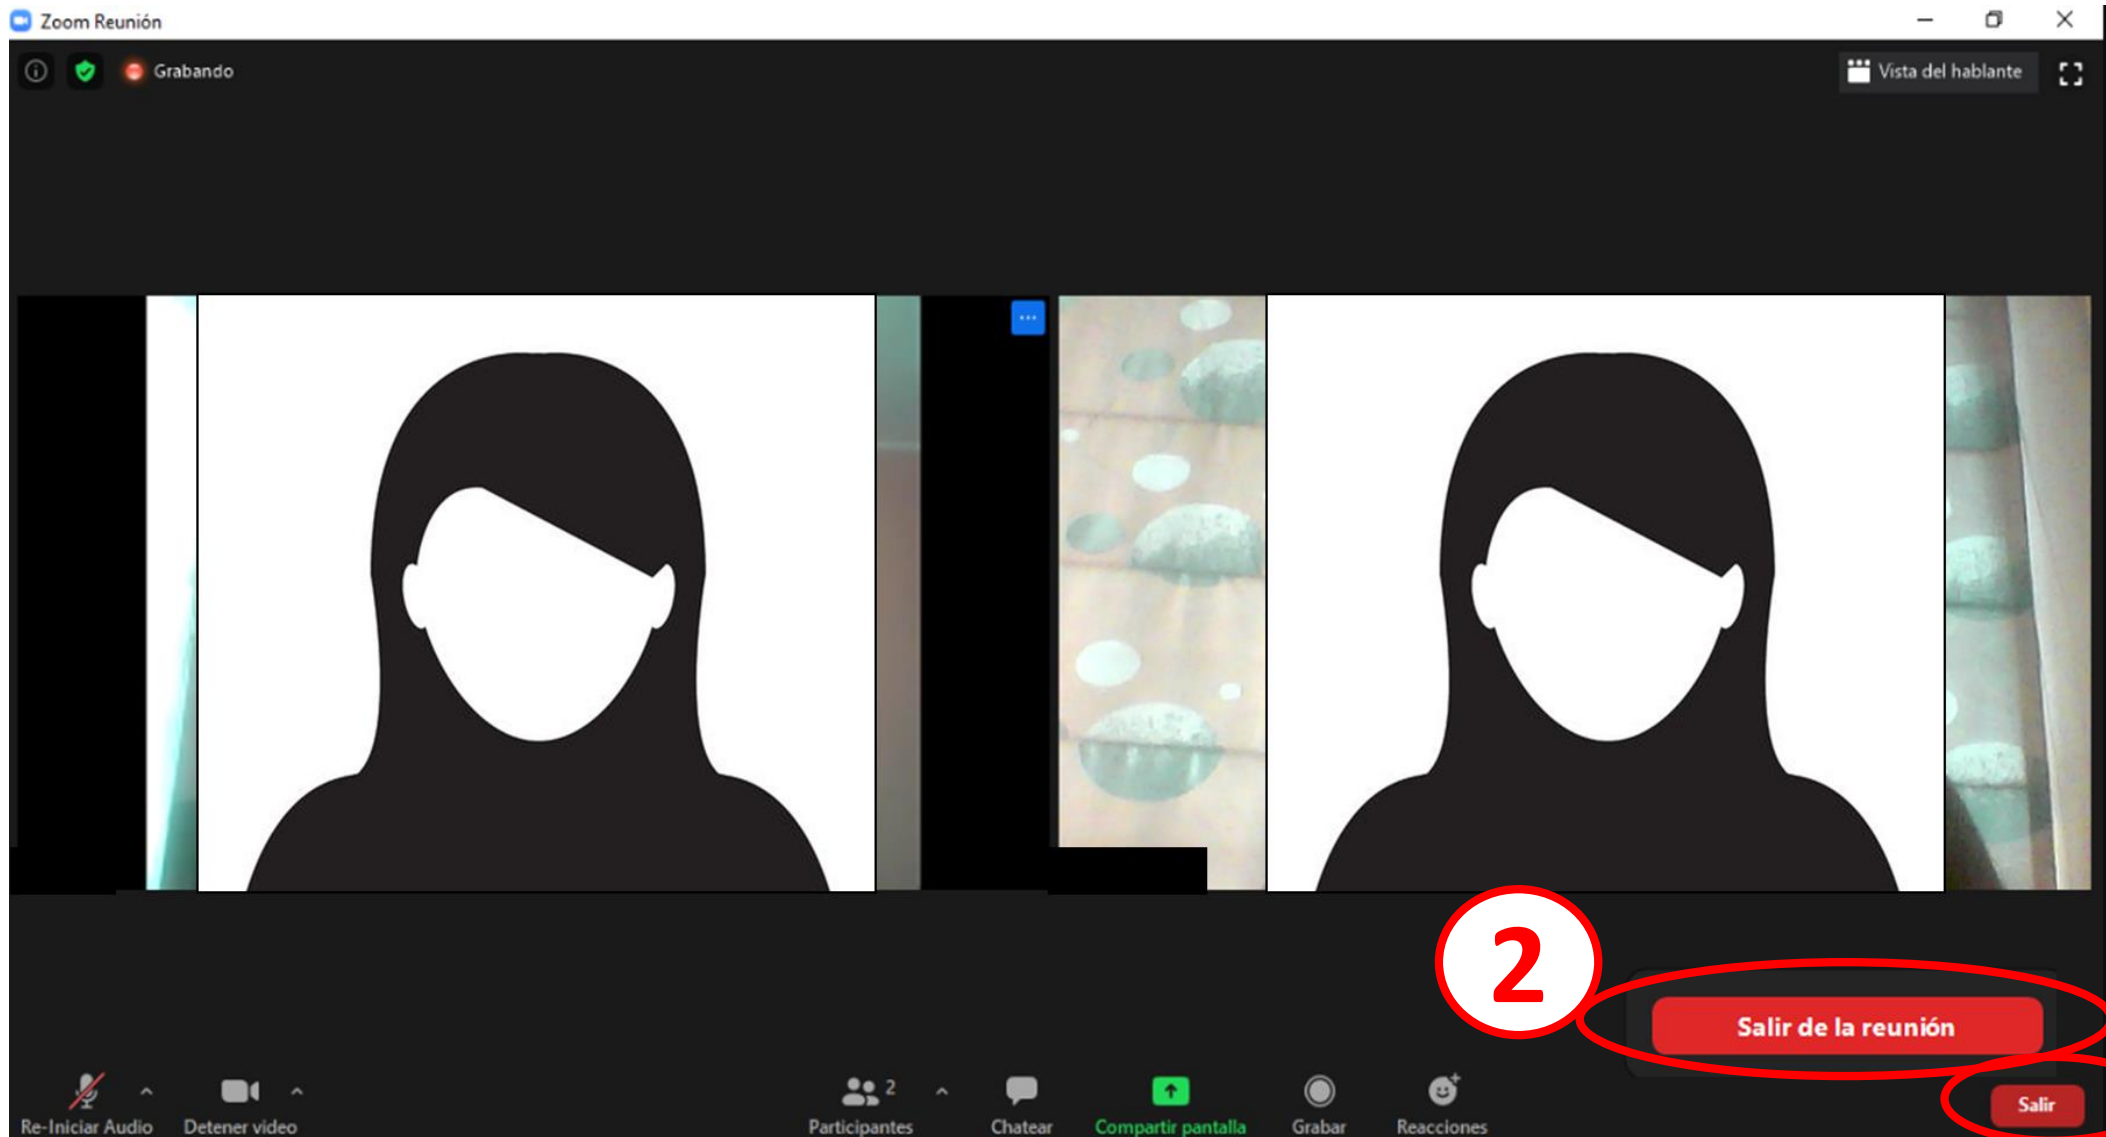 Zoom Reunión
Grabando
Vista del hablante
2
Salir de la reunión
Salir
2
Re-Iniciar Audio
Detener video
Participantes
Chatear
Compartir pantalla
Grabar
Reacciones